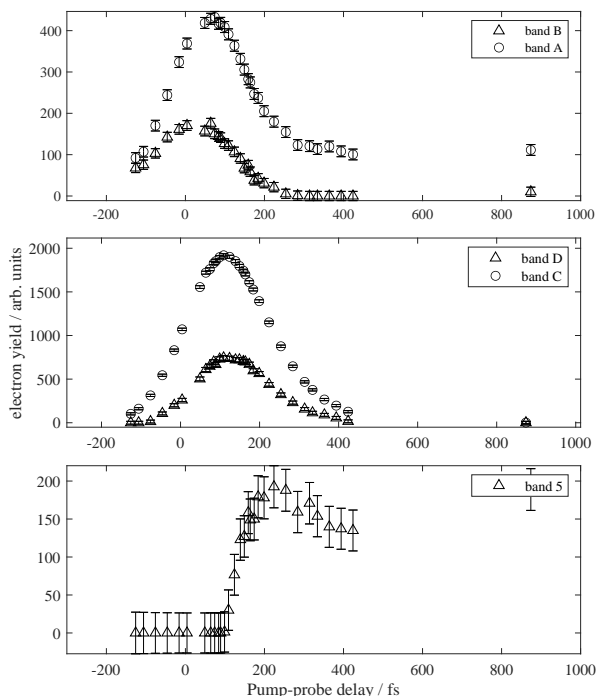 400
300
200
100
0
band B
band A
-200 0 200 400 600 800 1000
2000
1500
1000
500
0
band D
band C
-200 0 200 400 600 800 1000
electron yield / arb. units
200
150
100
50
0
band 5
-200 0 200 400 600 800 1000
Pump-probe delay / fs